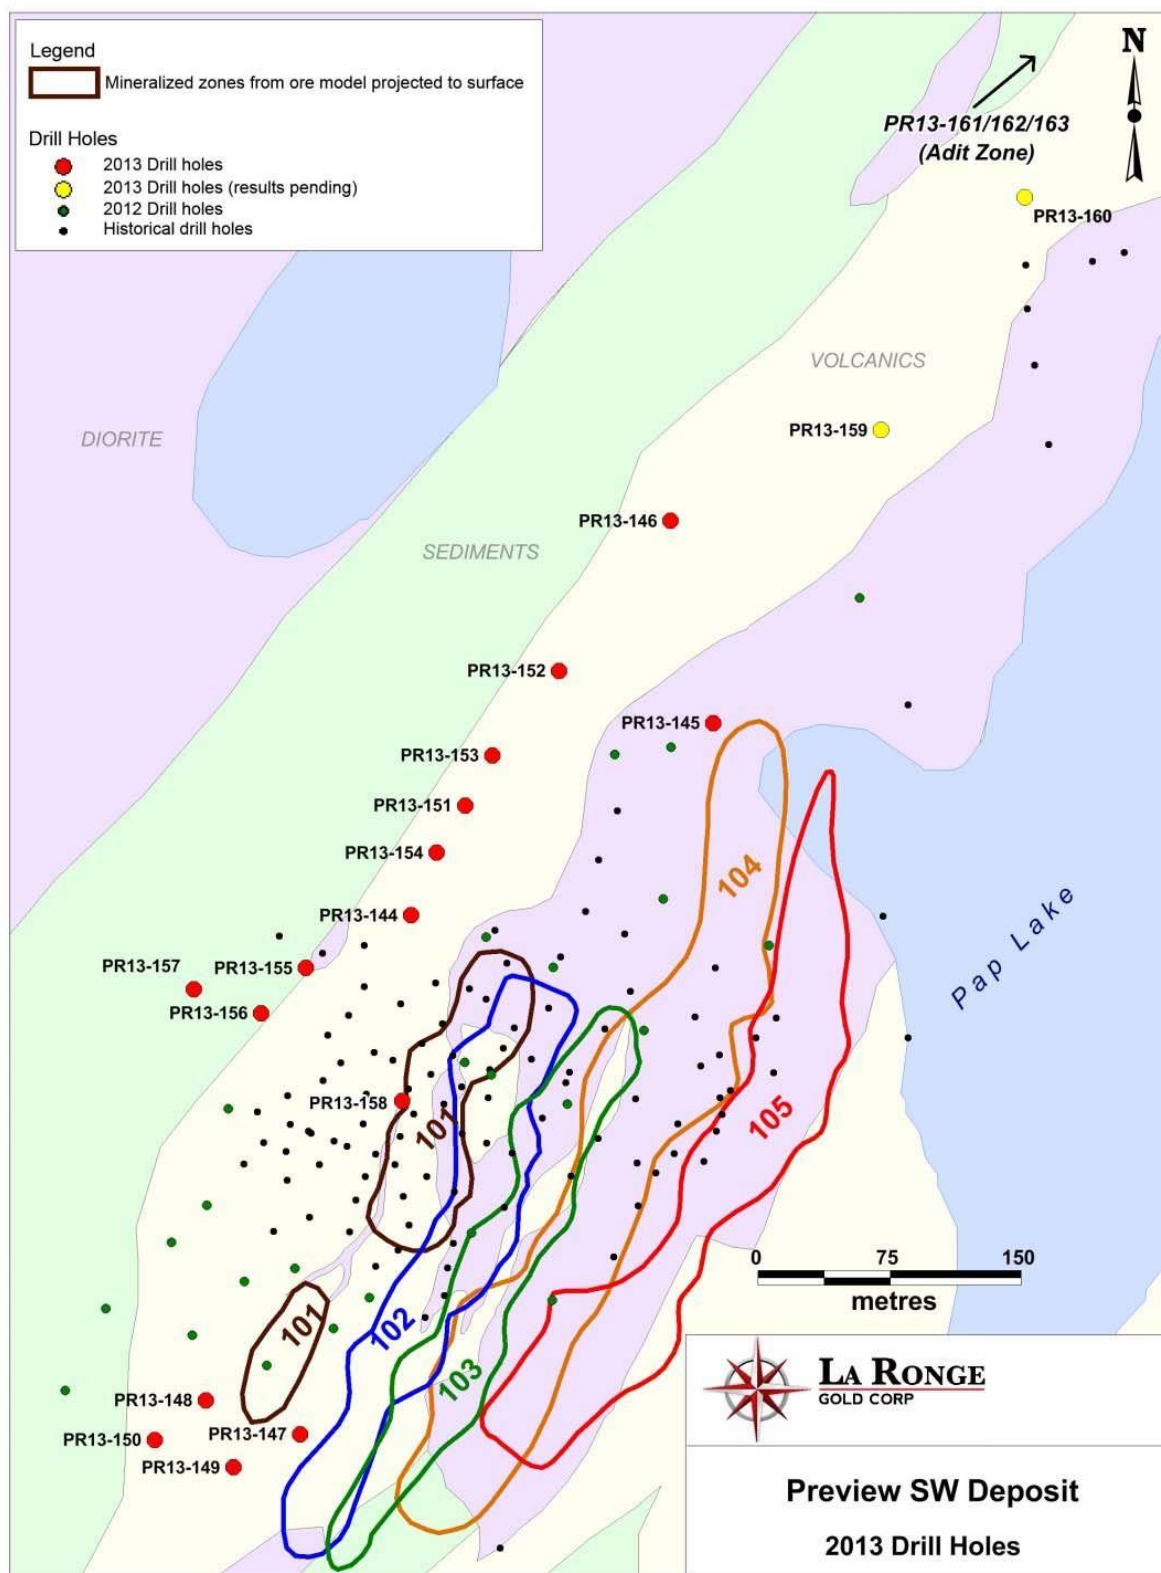 Legend
Mineralized zones from ore model projected to surface
Drill Holes
2013 Drill holes
2013 Drill holes (results pending)
2012 Drill holes
Historical drill holes
N
PR13-161/162/163
(Adit Zone)
PR13-160
VOLCANICS
DIORITE
PR13-159
PR13-146
SEDIMENTS
PR13-152
PR13-145
PR13-153
PR13-151
PR13-154
104
PR13-144
Pap Lake
PR13-157
PR13-155
PR13-156
PR13-158
101
105
0 75 150
metres
101
102
103
PR13-148
PR13-147
PR13-150
PR13-149
LA RONGE
GOLD CORP
Preview SW Deposit
2013 Drill Holes